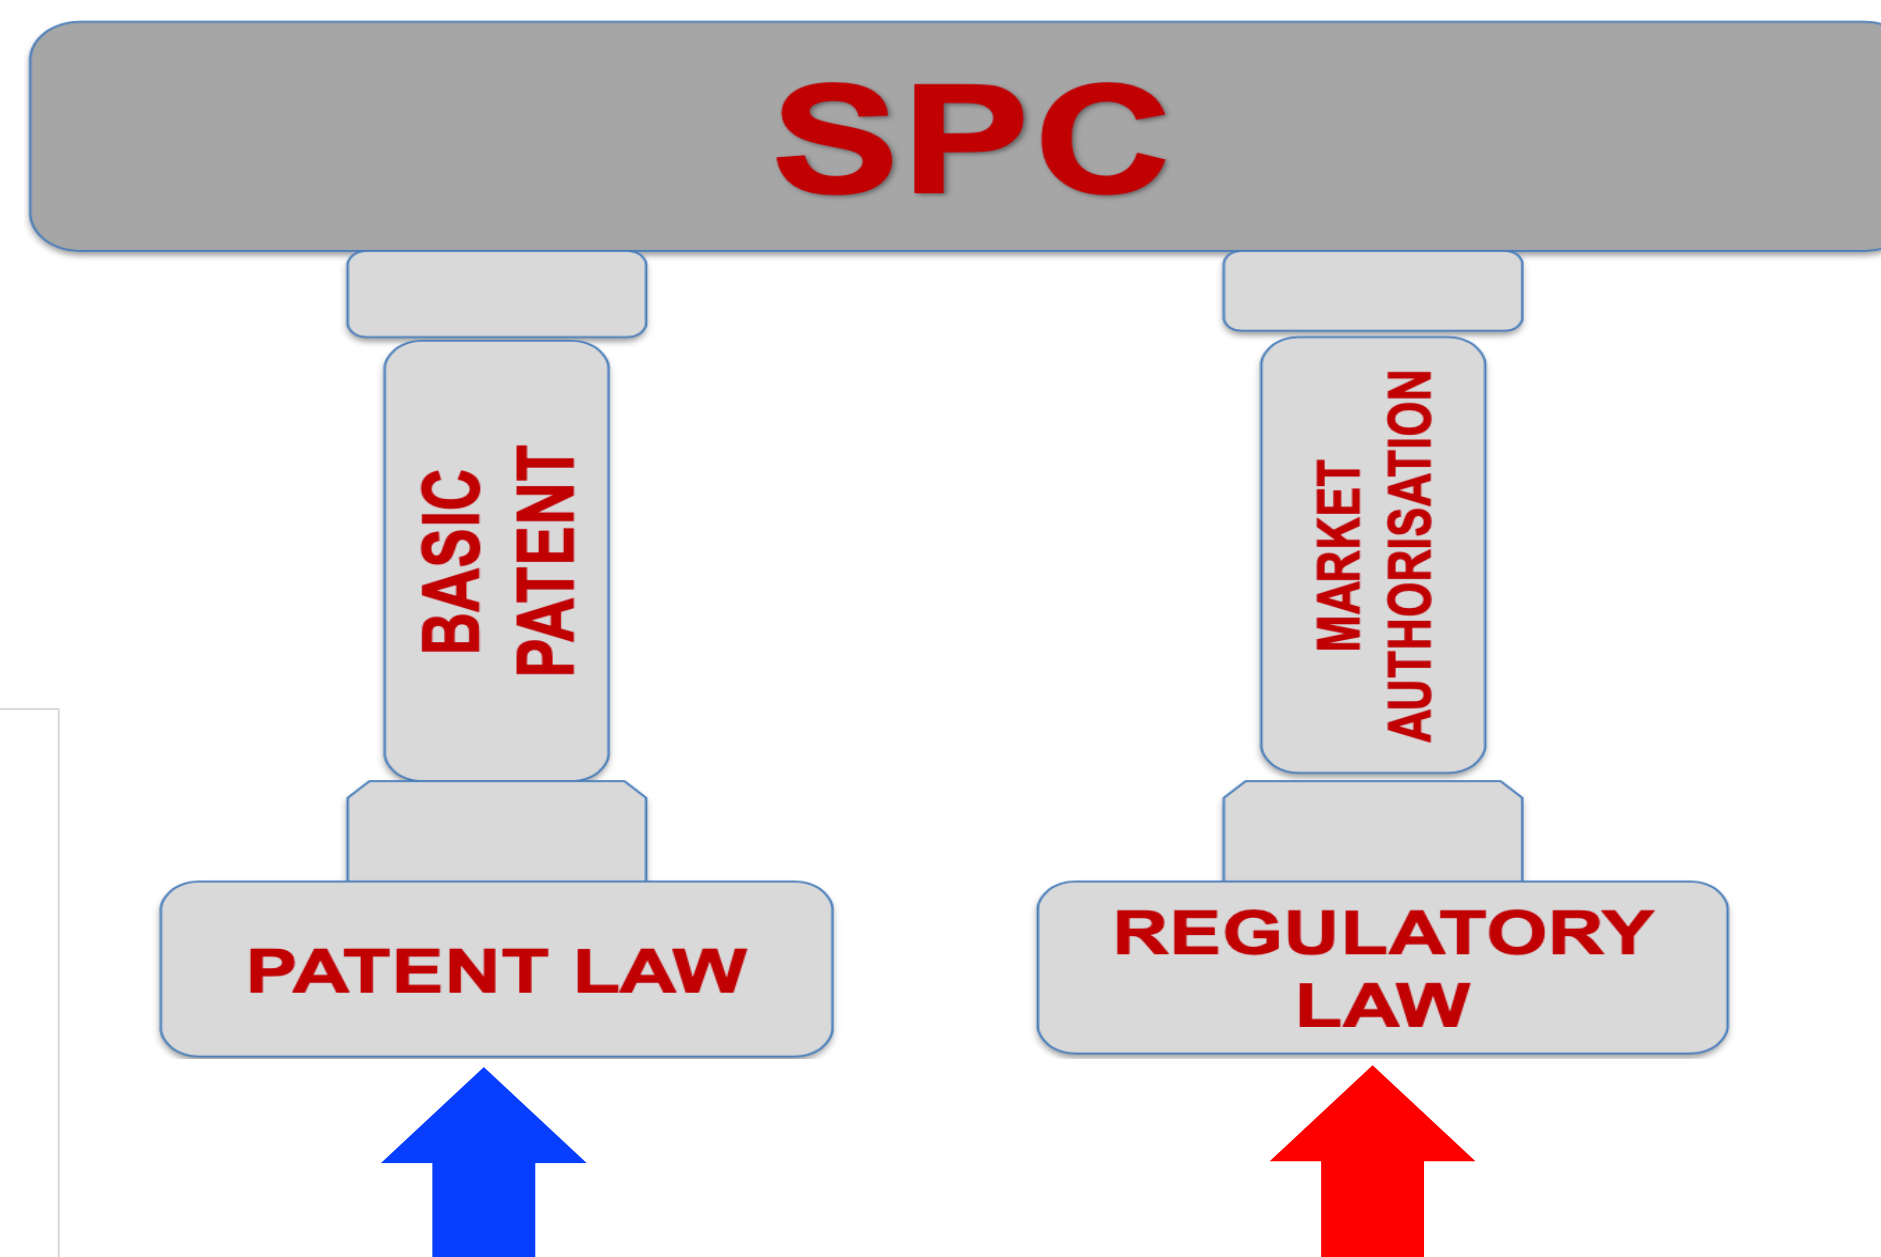 SPC
BASIC
PATENT
MARKET
AUTHORISATION
PATENT LAW
REGULATORY
LAW